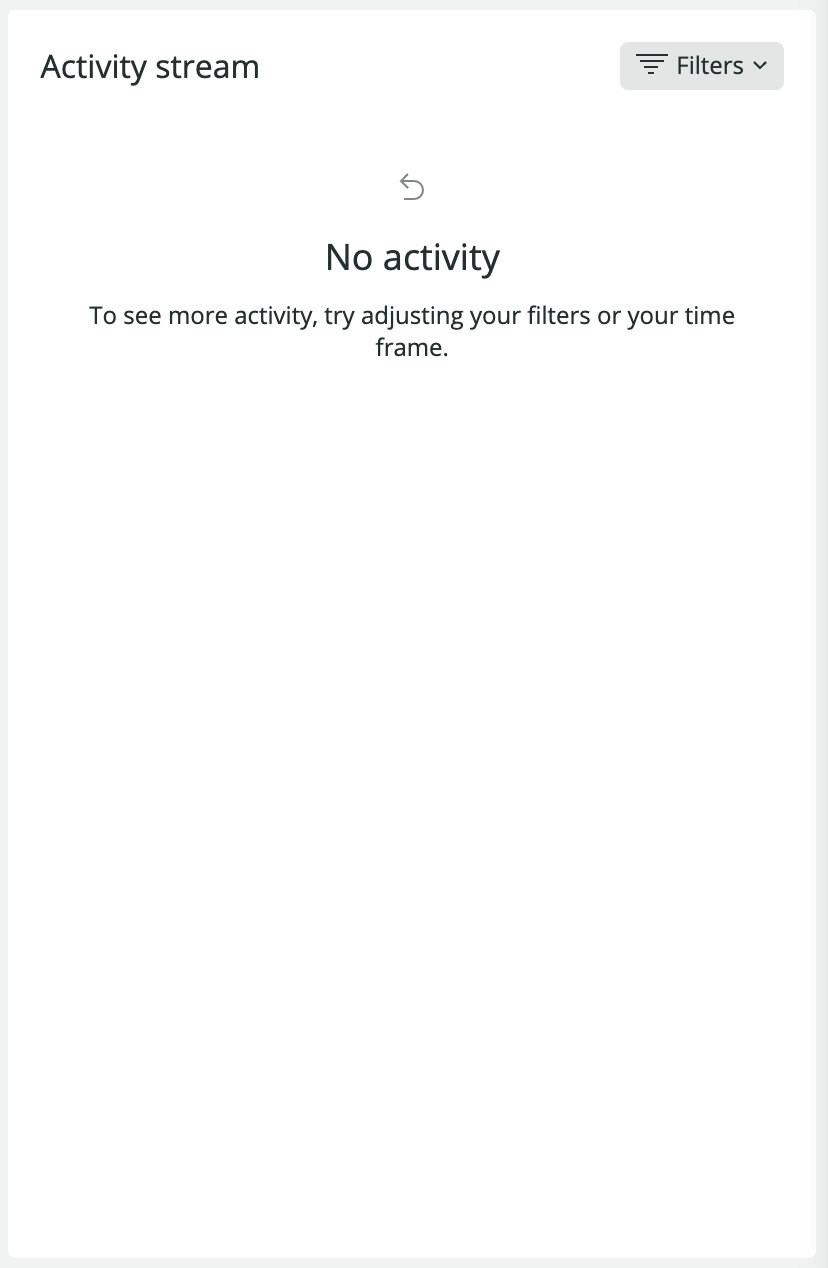 Activity stream
Filters
No activity
To see more activity, try adjusting your filters or your time
frame.